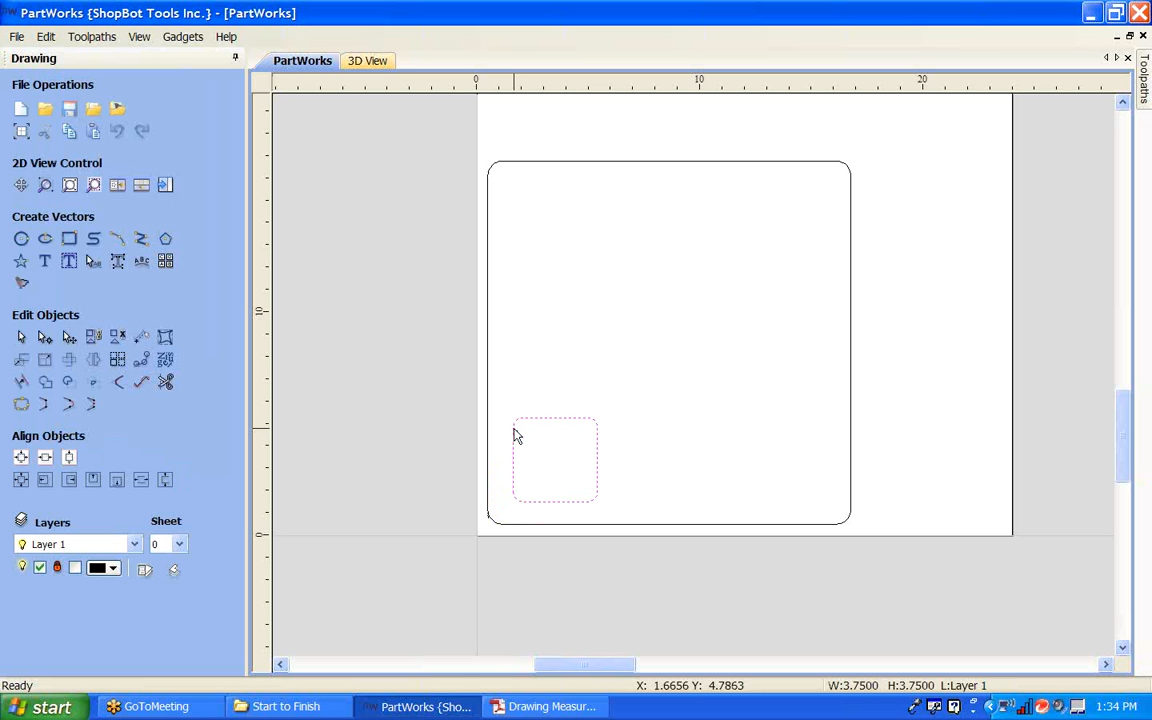 PartWorks {ShopBot Tools Inc.} - [PartWorks]
File Edit Toolpaths View Gadgets Help
Drawing
PartWorks 3D View
File Operations
0 10 20
2D View Control
Create Vectors
Edit Objects
10
Align Objects
0
Layers Sheet
Layer 1 0
Toolpaths
Ready X: 1.6656 Y: 4.7863 W:3.7500 H:3.7500 L:Layer 1
start GoToMeeting Start to Finish PartWorks {Sho... Drawing Measur... 1:34 PM